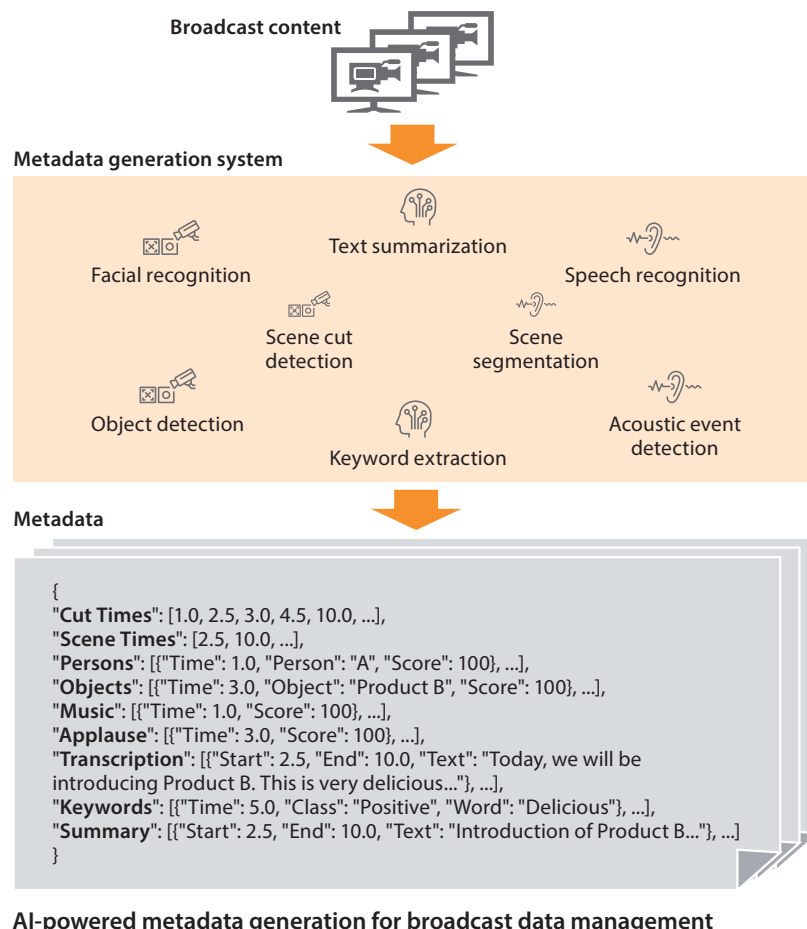 Broadcast content
Metadata generation system
Text summarization
Facial recognition
Speech recognition
Scene cut
detection
Scene
segmentation
Object detection
Keyword extraction
Acoustic event
detection
Metadata
{
"Cut Times": [1.0, 2.5, 3.0, 4.5, 10.0, ...],
"Scene Times": [2.5, 10.0, ...],
"Persons": [{"Time": 1.0, "Person": "A", "Score": 100}, ...],
"Objects": [{"Time": 3.0, "Object": "Product B", "Score": 100}, ...],
"Music": [{"Time": 1.0, "Score": 100}, ...],
"Applause": [{"Time": 3.0, "Score": 100}, ...],
"Transcription": [{"Start": 2.5, "End": 10.0, "Text": "Today, we will be
introducing Product B. This is very delicious..."}, ...],
"Keywords": [{"Time": 5.0, "Class": "Positive", "Word": "Delicious"}, ...],
"Summary": [{"Start": 2.5, "End": 10.0, "Text": "Introduction of Product B..."}, ...]
}
AI-powered metadata generation for broadcast data management